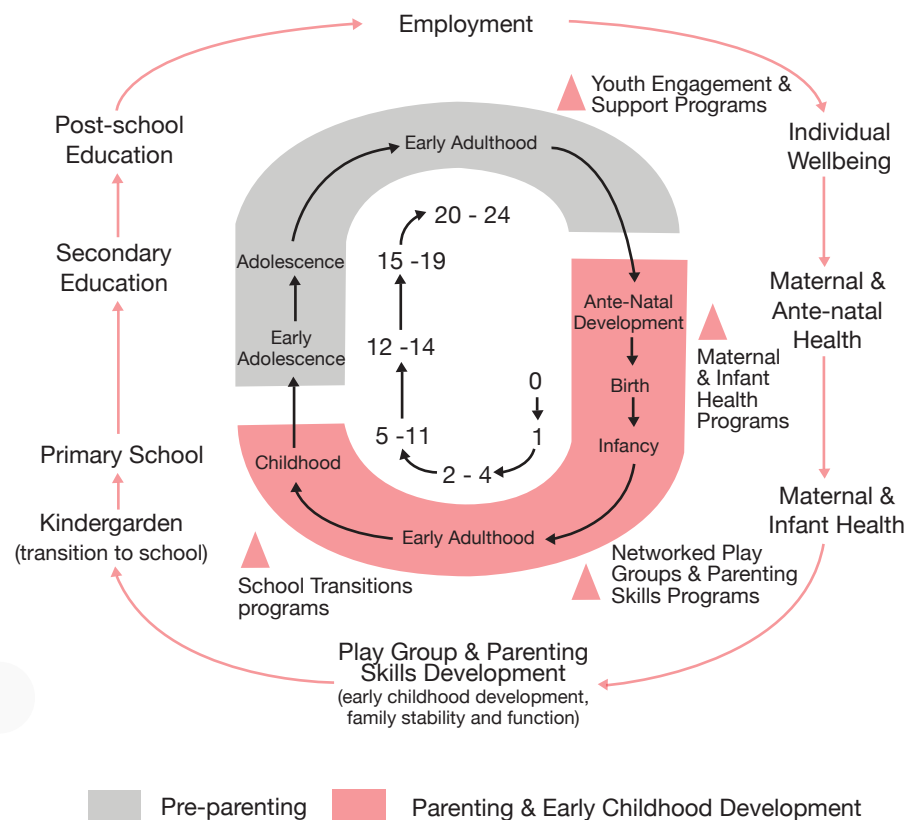 Employment
Youth Engagement &
Support Programs
Post-school
Education
Individual
Wellbeing
Early Adulthood
20 - 24
Secondary
Education
Adolescence
15 -19
Maternal &
Ante-natal
Health
Ante-Natal
Development
Early
Adolescence
12 -14
Maternal
& Infant
Health
Programs
0
Birth
5 -11
1
Infancy
Primary School
Childhood
2 - 4
Kindergarden
(transition to school)
Maternal &
Infant Health
Early Adulthood
School Transitions
programs
Networked Play
Groups & Parenting
Skills Programs
Play Group & Parenting
Skills Development
(early childhood development,
family stability and function)
Pre-parenting
Parenting & Early Childhood Development